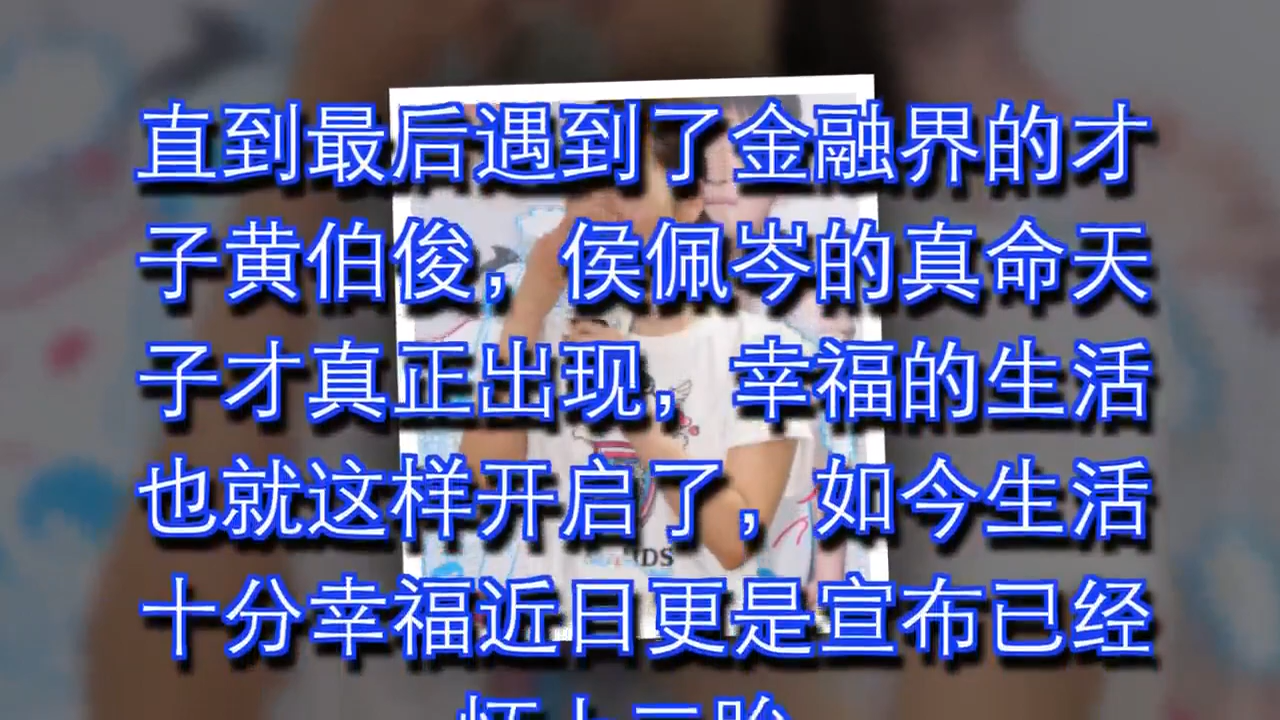 直到最后遇到了金融界的才
子黄伯俊，侯佩岑的真命天
子才真正出现，幸福的生活
也就这样开启了，如今生活
十分幸福近日更是宣布已经
IDS